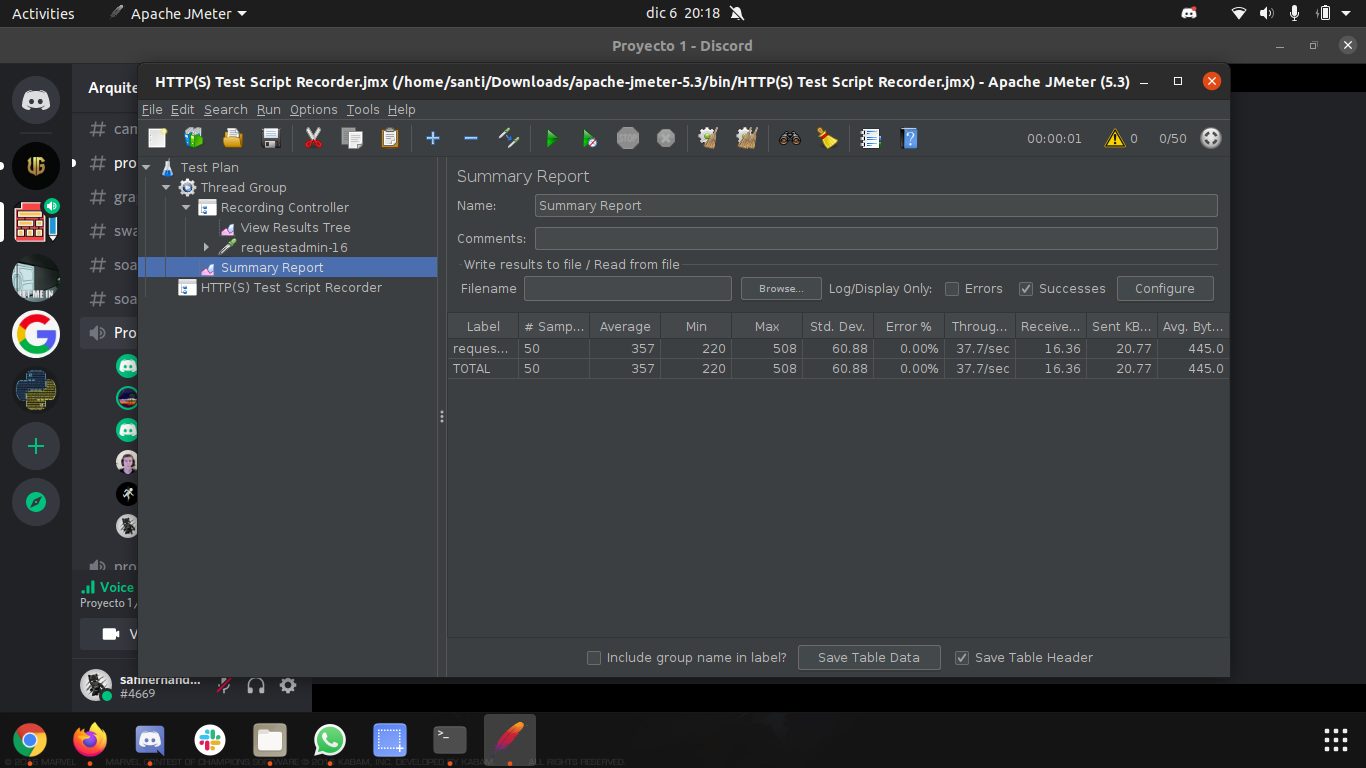 Activities
Apache JMeter
dic 6 20:18
Proyecto 1 - Discord
HTTP(S) Test Script Recorder.jmx (/home/santi/Downloads/apache-jmeter-5.3/bin/HTTP(S) Test Script Recorder.jmx) - Apache JMeter (5.3)
File Edit Search Run Options Tools Help
00:00:01 0 0/50
Arquite
# can
# pro
# gra
# swa
# soa
# soa
Pro
pro
Voice
Proyecto 1/
V
#4669
Test Plan
Thread Group
Recording Controller
View Results Tree
requestadmin-16
Summary Report
HTTP(S) Test Script Recorder
Summary Report
Name: Summary Report
Comments:
Write results to file / Read from file
Filename Browse... Log/Display Only: Errors Successes Configure
Label # Samp... Average Min Max Std. Dev. Error % Throug... Receive... Sent KB... Avg. Byt...
reques... 50 357 220 508 60.88 0.00% 37.7/sec 16.36 20.77 445.0
TOTAL 50 357 220 508 60.88 0.00% 37.7/sec 16.36 20.77 445.0
Include group name in label? Save Table Data Save Table Header